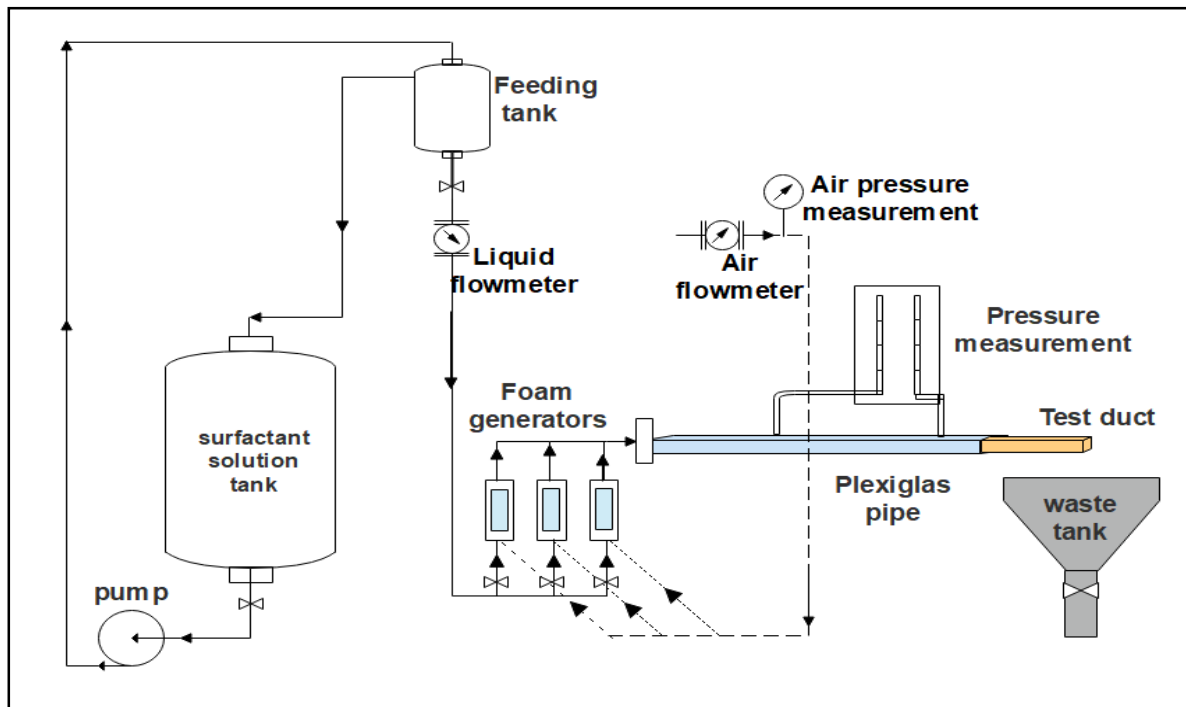 Feeding
tank
Air pressure
measurement
Liquid
flowmeter
Air
flowmeter
Pressure
measurement
Foam
generators
Test duct
surfactant
solution
tank
Plexiglas
pipe
waste
tank
pump